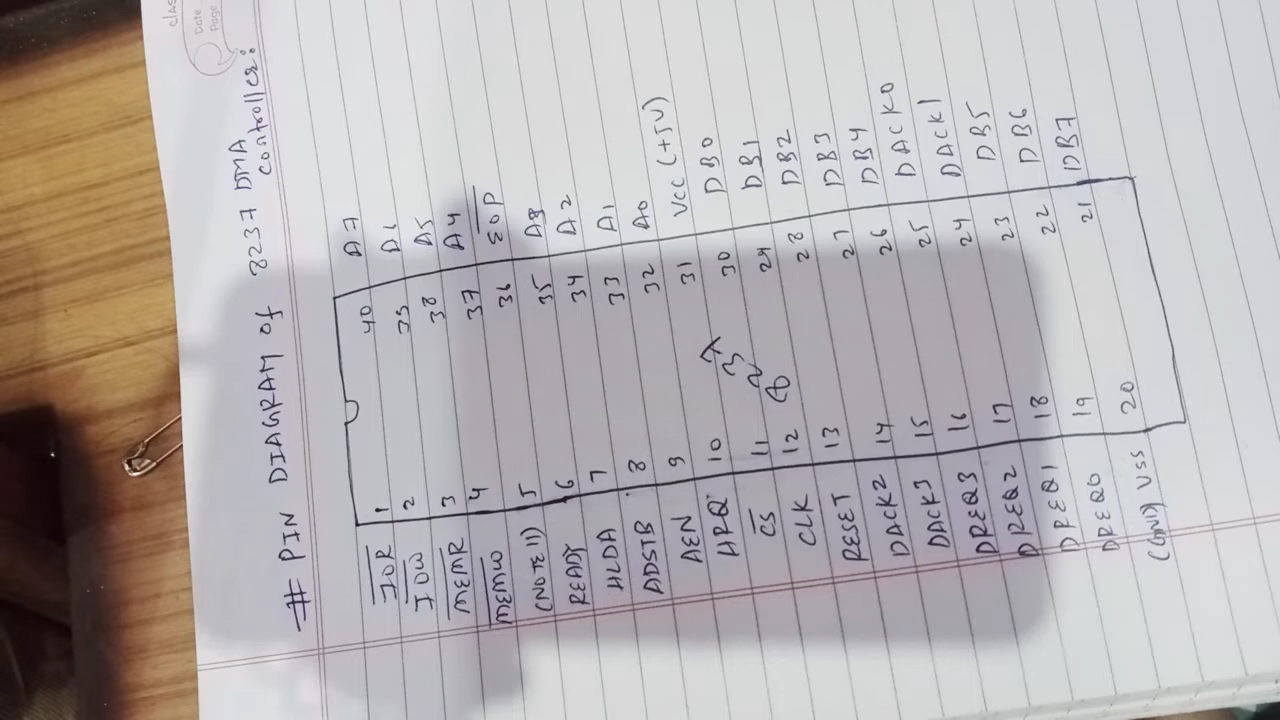 Date
Page
# PIN DIAGRAM of 8237 DMA
controller:
IOR 1 40 A7
IOW 2 39 A6
MEMR 3 38 A5
MEMW 4 37 A4
(NOTE 11) 5 36 EOP
READY 6 35 A3
HLDA 7 34 A2
ADSTB 8 33 A1
AEN 9 32 A0
HRQ 10 31 VCC (+5V)
CS 11 30 DB0
CLK 12 29 DB1
RESET 13 28 DB2
DACK2 14 27 DB3
DACK3 15 26 DB4
DREQ3 16 25 DACK0
DREQ2 17 24 DACK1
DREQ1 18 23 DB5
DREQ0 19 22 DB6
(GND) VSS 20 21 DB7
8237